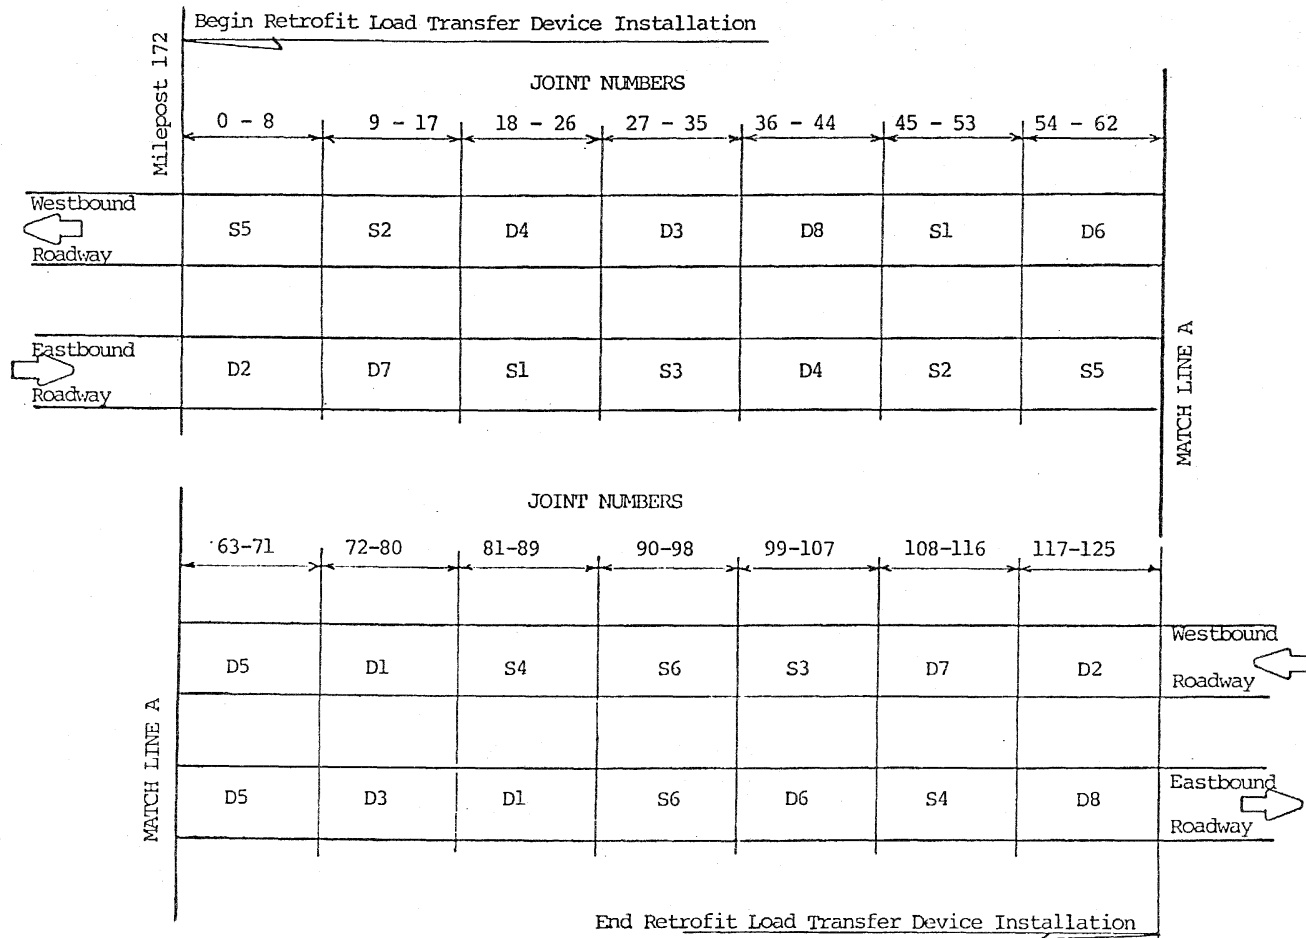 Begin Retrofit Load Transfer Device Installation
Milepost 172
JOINT NUMBERS
0 - 8 9 - 17 18 - 26 27 - 35 36 - 44 45 - 53 54 - 62
Westbound
S5 S2 D4 D3 D8 S1 D6
Roadway
Eastbound
D2 D7 S1 S3 D4 S2 S5
Roadway
MATCH LINE A
JOINT NUMBERS
63-71 72-80 81-89 90-98 99-107 108-116 117-125
Westbound
D5 D1 S4 S6 S3 D7 D2
Roadway
MATCH LINE A
Eastbound
D5 D3 D1 S6 D6 S4 D8
Roadway
End Retrofit Load Transfer Device Installation